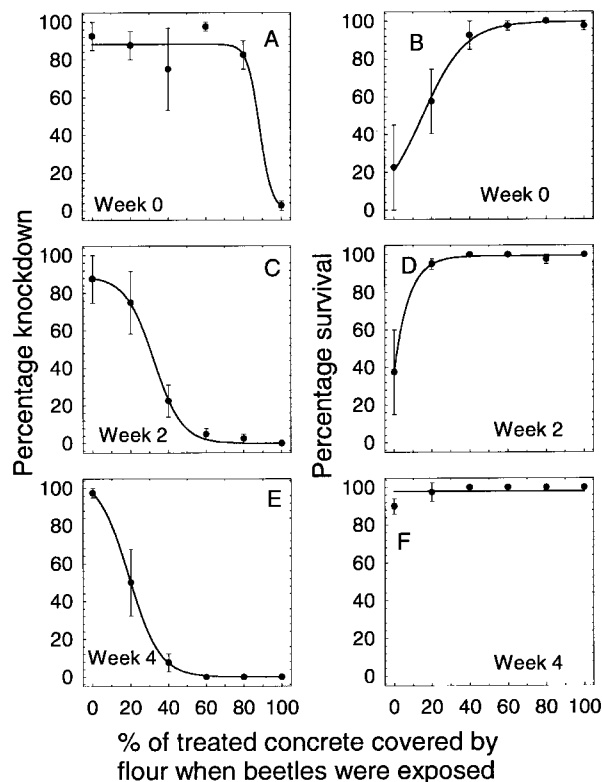 Percentage knockdown
Percentage survival
100
80
60
40
20
0
A
Week 0
100
80
60
40
20
0
B
Week 0
100
80
60
40
20
0
C
Week 2
100
80
60
40
20
0
D
Week 2
100
80
60
40
20
0
E
Week 4
100
80
60
40
20
0
F
Week 4
0 20 40 60 80 100
0 20 40 60 80 100
% of treated concrete covered by
flour when beetles were exposed